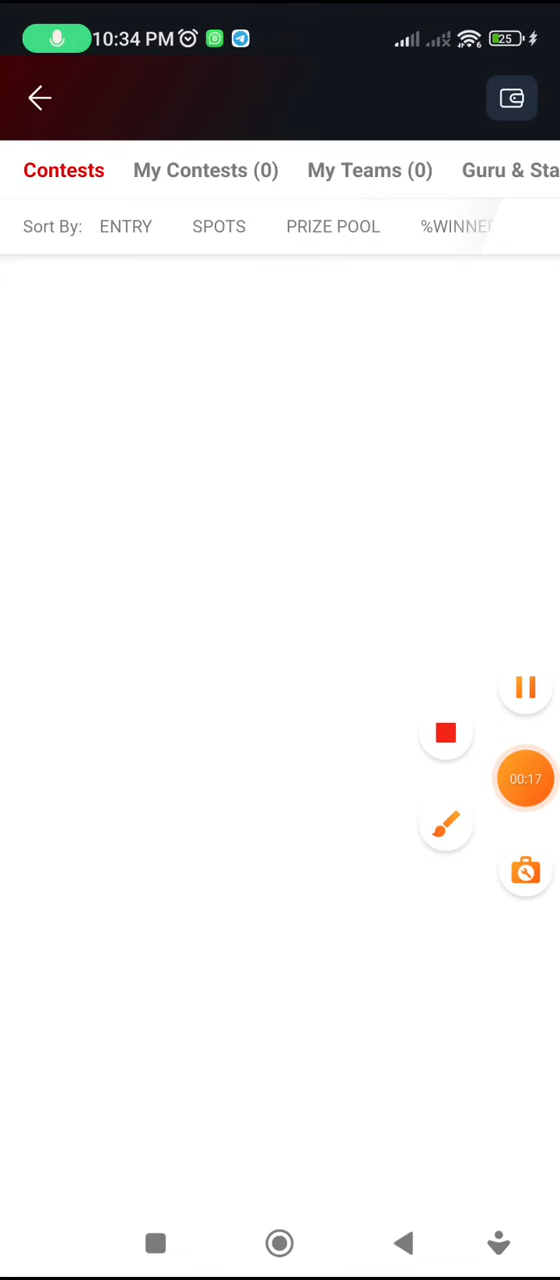 10:34 PM 25
Contests My Contests (0) My Teams (0) Guru & Sta
Sort By: ENTRY SPOTS PRIZE POOL %WINNER
00:17